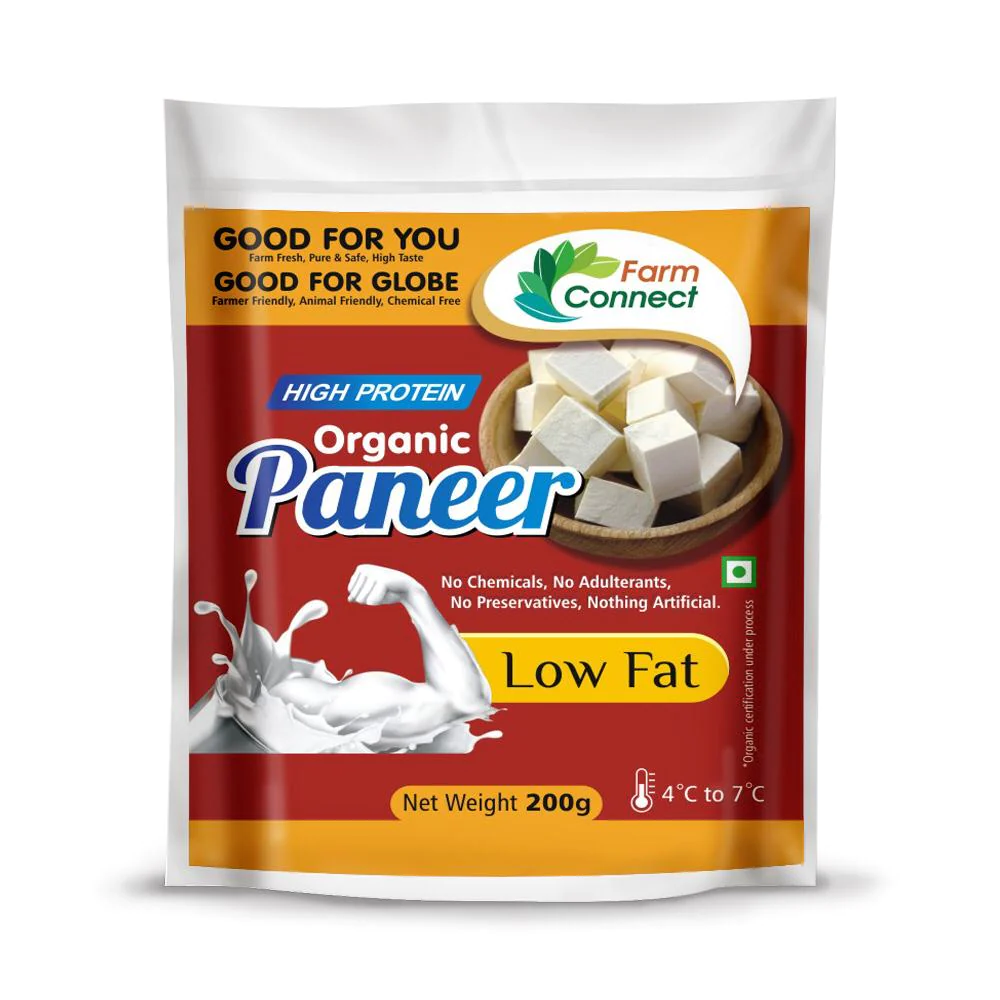 GOOD FOR YOU
Farm Fresh, Pure & Safe, High Taste
GOOD FOR GLOBE
Farmer Friendly, Animal Friendly, Chemical Free
Farm
Connect
HIGH PROTEIN
Organic
Paneer
No Chemicals, No Adulterants,
No Preservatives, Nothing Artificial.
Low Fat
*Organic certification under process
Net Weight 200g
4°C to 7°C